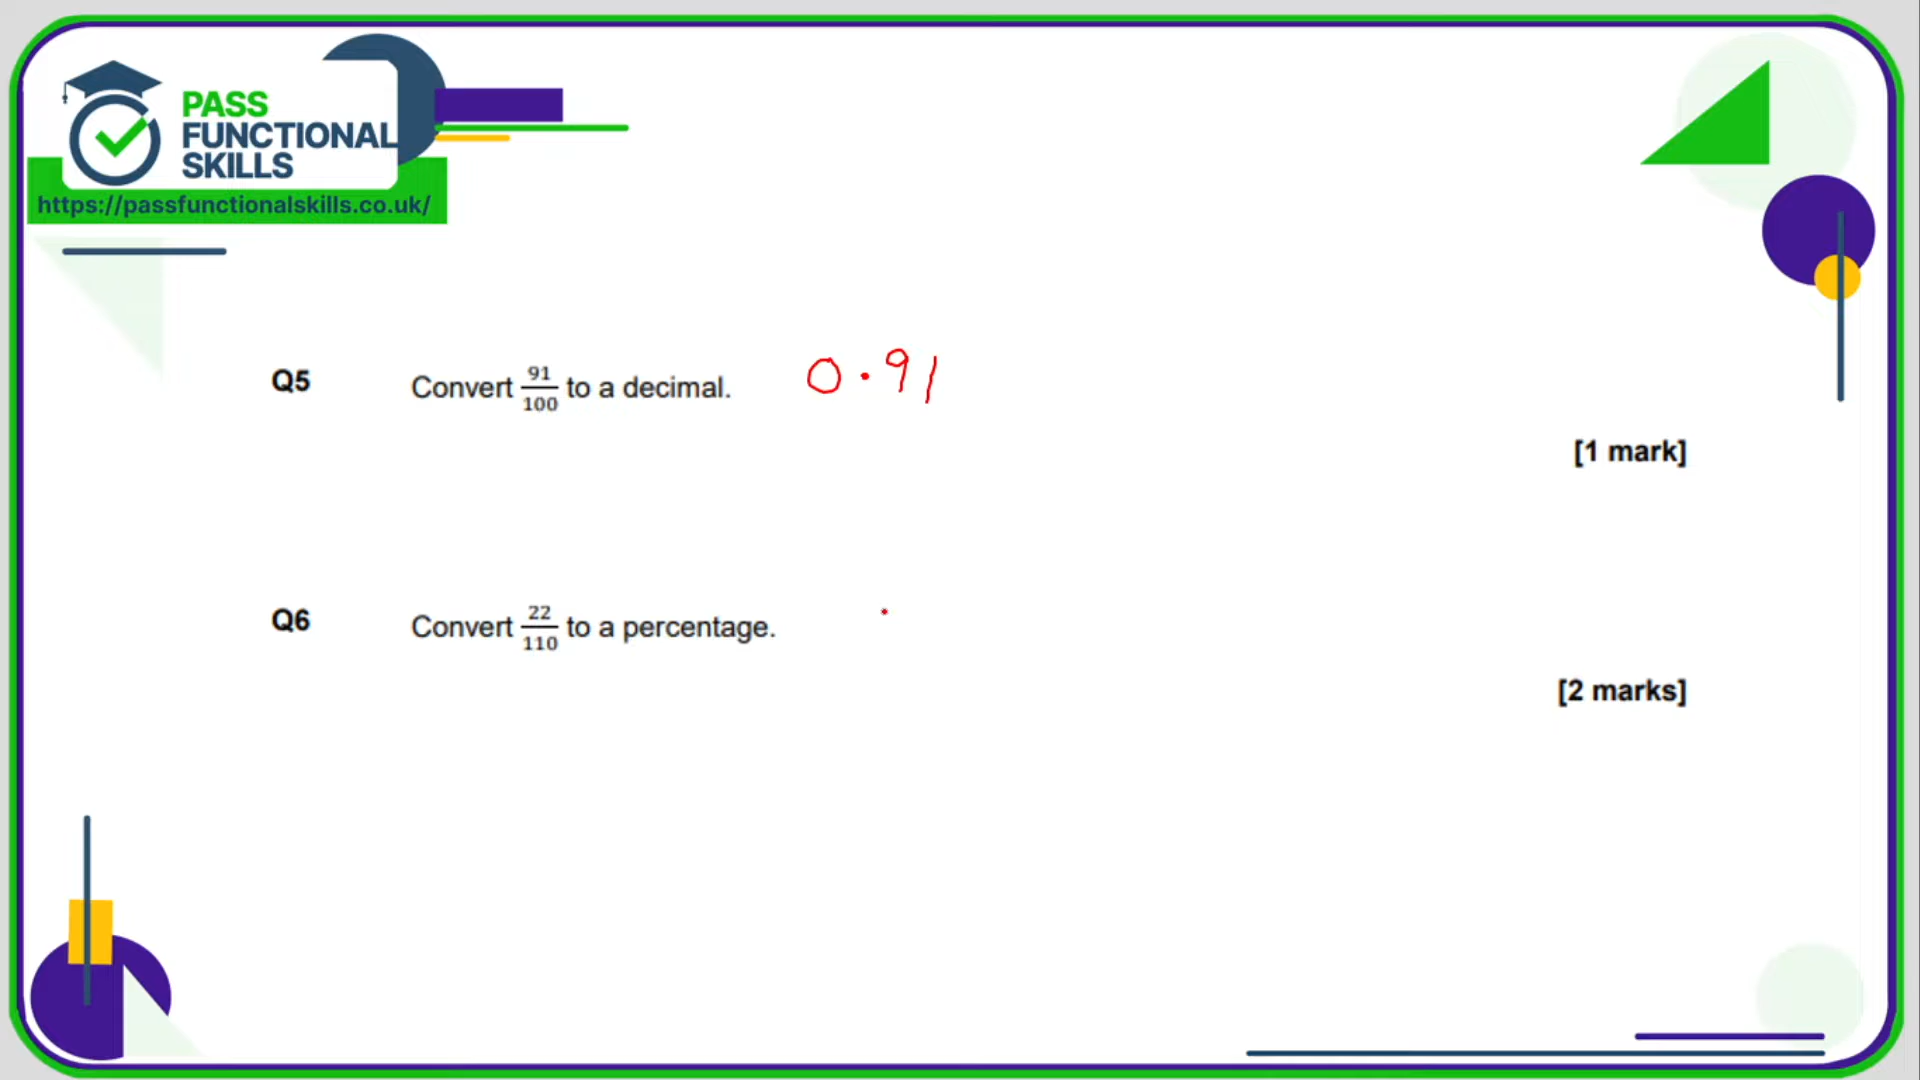 PASS
FUNCTIONAL
SKILLS
https://passfunctionalskills.co.uk/
Q5 Convert 91/100 to a decimal. 0.91
[1 mark]
Q6 Convert 22/110 to a percentage.
[2 marks]